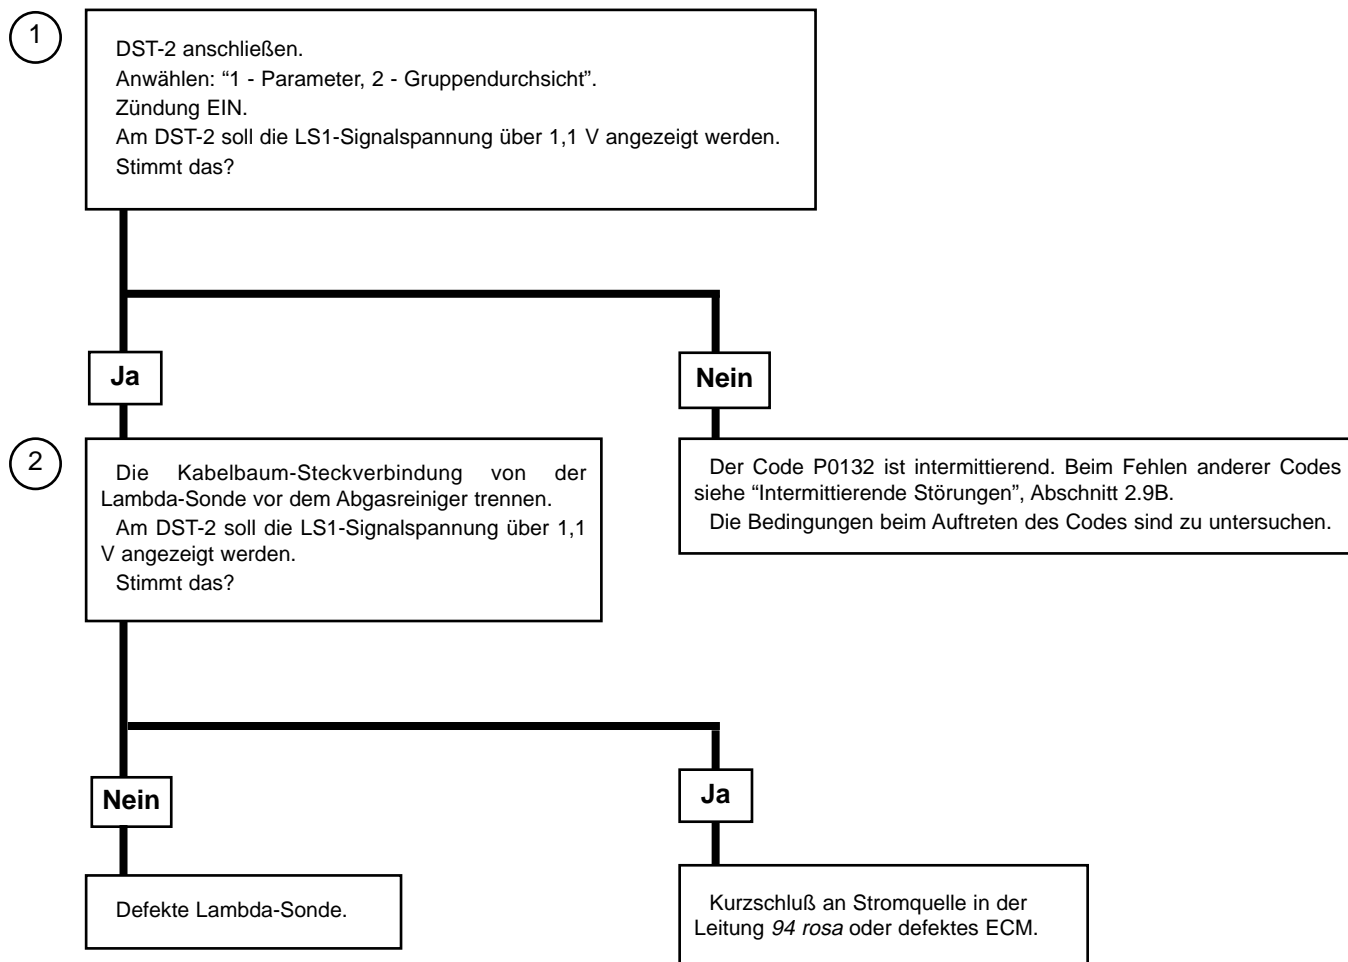 1
DST-2 anschließen.
Anwählen: “1 - Parameter, 2 - Gruppendurchsicht”.
Zündung EIN.
Am DST-2 soll die LS1-Signalspannung über 1,1 V angezeigt werden.
Stimmt das?
Ja
Nein
2
Die Kabelbaum-Steckverbindung von der
Lambda-Sonde vor dem Abgasreiniger trennen.
Am DST-2 soll die LS1-Signalspannung über 1,1
V angezeigt werden.
Stimmt das?
Der Code P0132 ist intermittierend. Beim Fehlen anderer Codes
siehe “Intermittierende Störungen”, Abschnitt 2.9B.
Die Bedingungen beim Auftreten des Codes sind zu untersuchen.
Nein
Ja
Defekte Lambda-Sonde.
Kurzschluß an Stromquelle in der
Leitung 94 rosa oder defektes ECM.